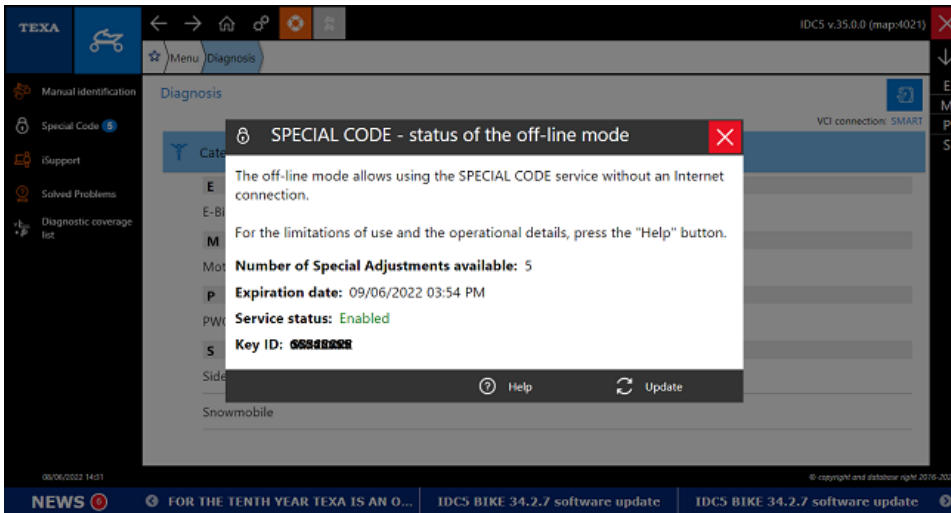 TEXA
IDC5 v.35.0.0 (map:4021)
Menu
Diagnosis
Manual identification
Special Code 5
iSupport
Solved Problems
Diagnostic coverage
list
Diagnosis
VCI connection: SMART
Cate
E
E-Bi
M
Mot
P
PWC
S
Side
Snowmobile
SPECIAL CODE - status of the off-line mode
The off-line mode allows using the SPECIAL CODE service without an Internet
connection.
For the limitations of use and the operational details, press the "Help" button.
Number of Special Adjustments available: 5
Expiration date: 09/06/2022 03:54 PM
Service status: Enabled
Key ID:
Help
Update
E
M
P
S
08/06/2022 14:51
© copyright and database right 2016-202
NEWS 6
FOR THE TENTH YEAR TEXA IS AN O...
IDC5 BIKE 34.2.7 software update
IDC5 BIKE 34.2.7 software update